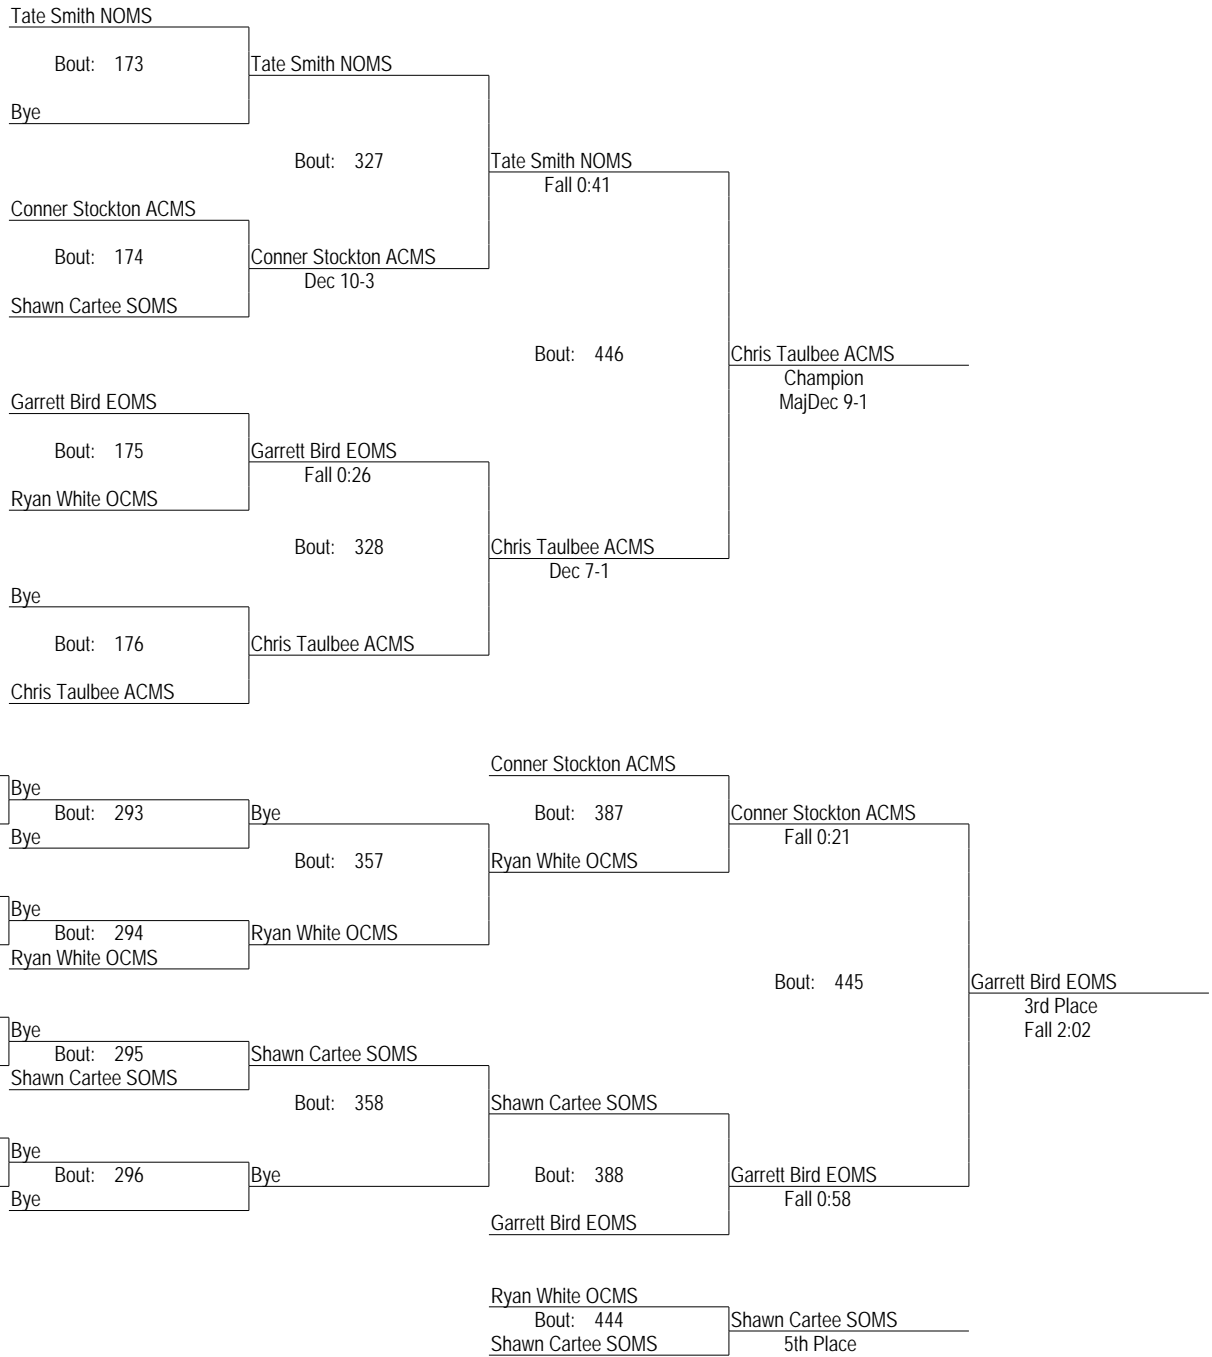 Tate Smith NOMS
Bout: 173
Tate Smith NOMS
Bye
Bout: 327
Tate Smith NOMS
Fall 0:41
Conner Stockton ACMS
Bout: 174
Conner Stockton ACMS
Dec 10-3
Shawn Cartee SOMS
Bout: 446
Chris Taulbee ACMS
Champion
MajDec 9-1
Garrett Bird EOMS
Bout: 175
Garrett Bird EOMS
Fall 0:26
Ryan White OCMS
Bout: 328
Chris Taulbee ACMS
Dec 7-1
Bye
Bout: 176
Chris Taulbee ACMS
Chris Taulbee ACMS
Conner Stockton ACMS
Bye
Bout: 293
Bye
Bout: 387
Conner Stockton ACMS
Fall 0:21
Bye
Bout: 357
Ryan White OCMS
Bye
Bout: 294
Ryan White OCMS
Ryan White OCMS
Bout: 445
Garrett Bird EOMS
3rd Place
Fall 2:02
Bye
Bout: 295
Shawn Cartee SOMS
Shawn Cartee SOMS
Bout: 358
Shawn Cartee SOMS
Bye
Bout: 296
Bye
Bout: 388
Garrett Bird EOMS
Fall 0:58
Bye
Garrett Bird EOMS
Ryan White OCMS
Bout: 444
Shawn Cartee SOMS
Shawn Cartee SOMS
5th Place